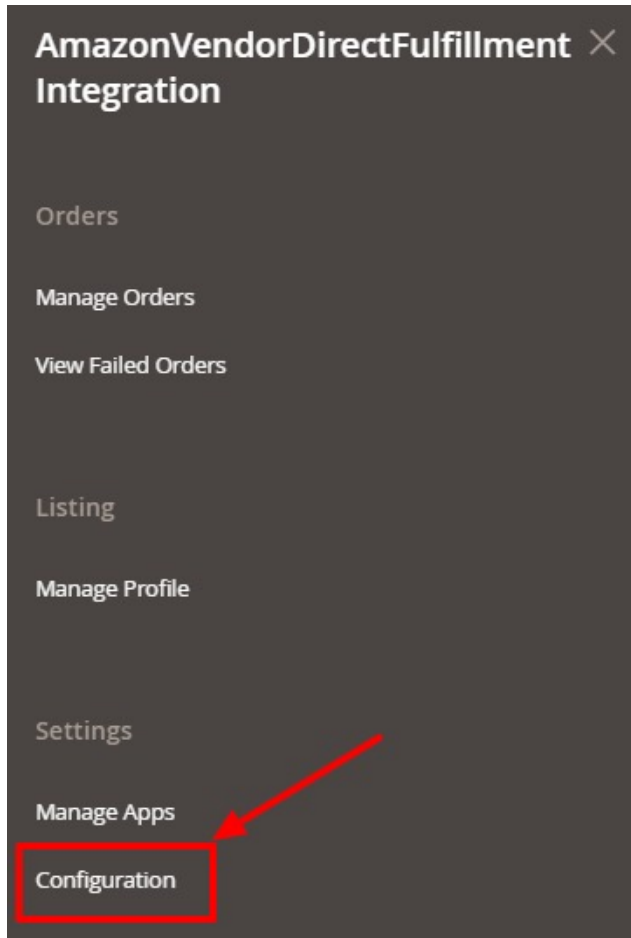 AmazonVendorDirectFulfillment
Integration
Orders
Manage Orders
View Failed Orders
Listing
Manage Profile
Settings
Manage Apps
Configuration